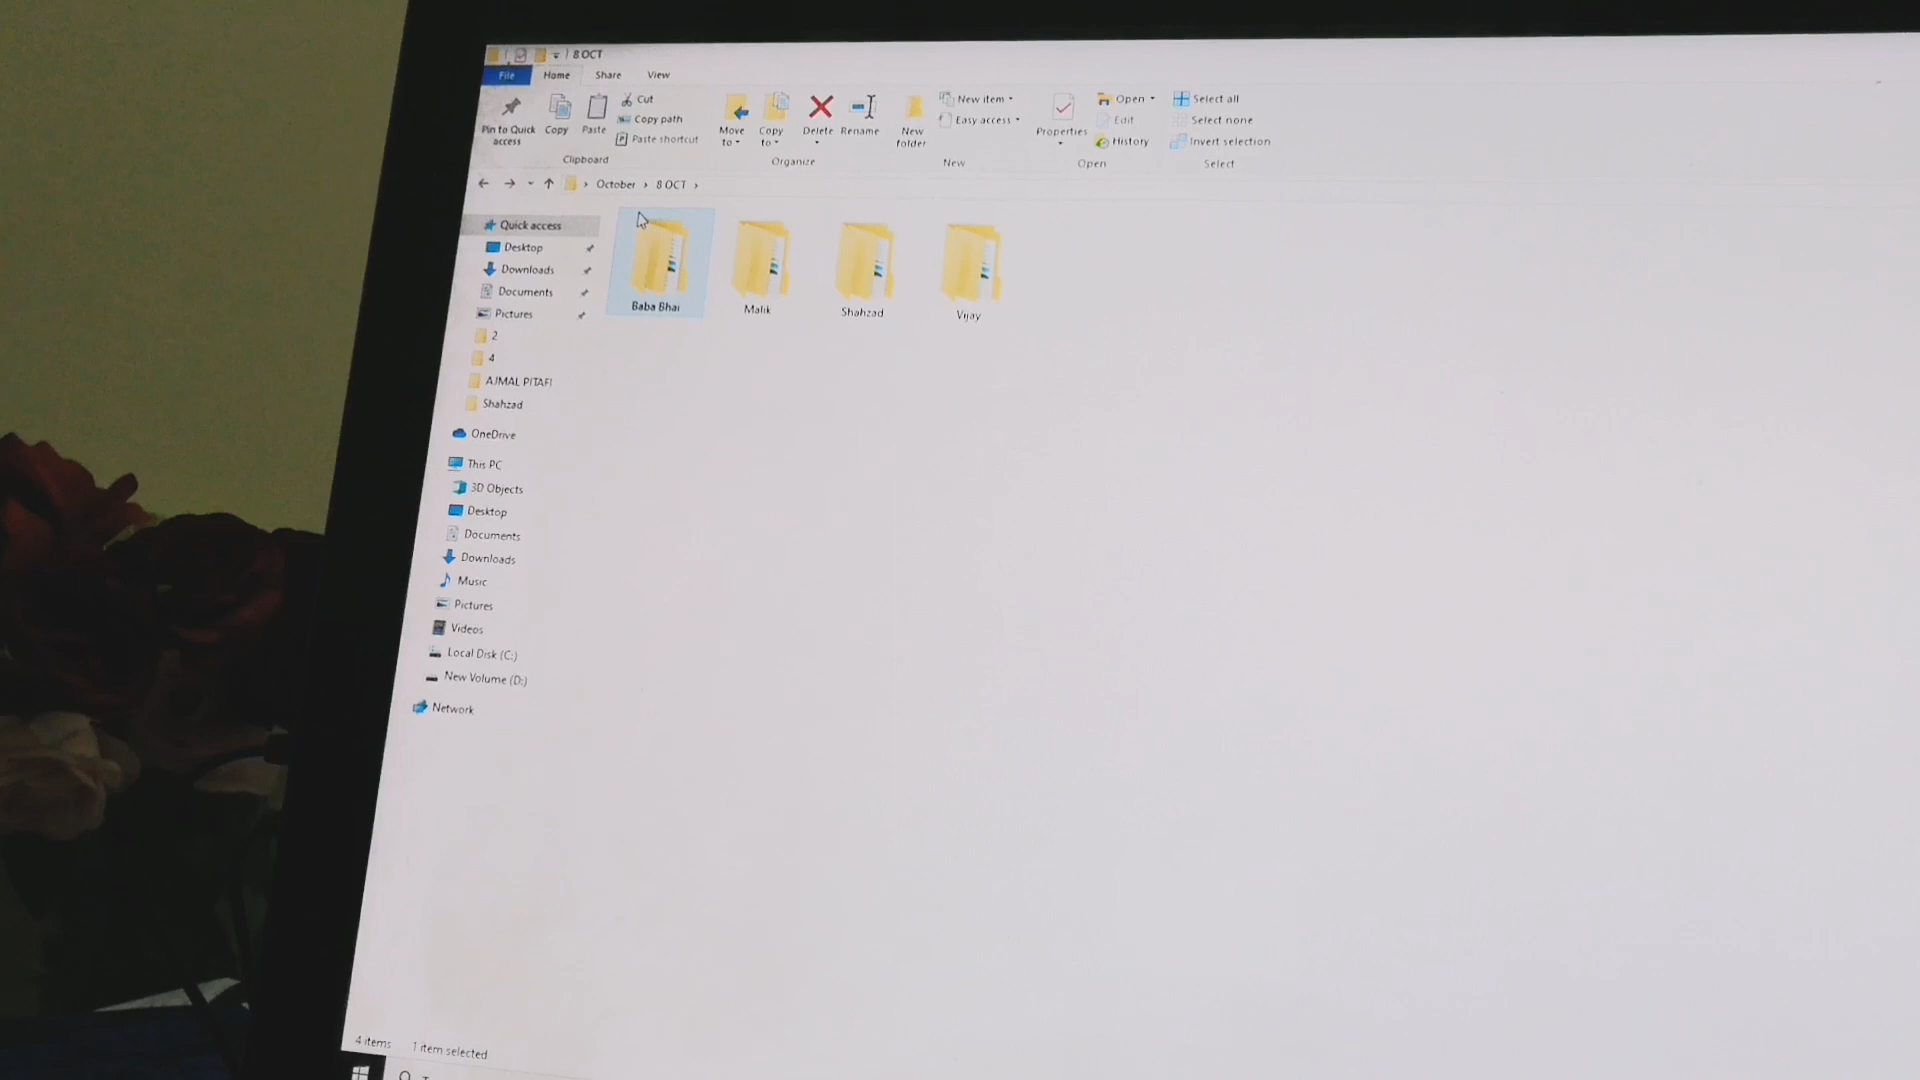 8 OCT
File Home Share View
Pin to Quick access
Copy
Paste
Cut
Copy path
Paste shortcut
Clipboard
Move to
Copy to
Delete
Rename
Organize
New folder
New item
Easy access
New
Properties
Open
Edit
History
Open
Select all
Select none
Invert selection
Select
October > 8 OCT >
Quick access
Desktop
Downloads
Documents
Pictures
2
4
AJMAL PITAFI
Shahzad
OneDrive
This PC
3D Objects
Desktop
Documents
Downloads
Music
Pictures
Videos
Local Disk (C:)
New Volume (D:)
Network
Baba Bhai
Malik
Shahzad
Vijay
4 items 1 item selected